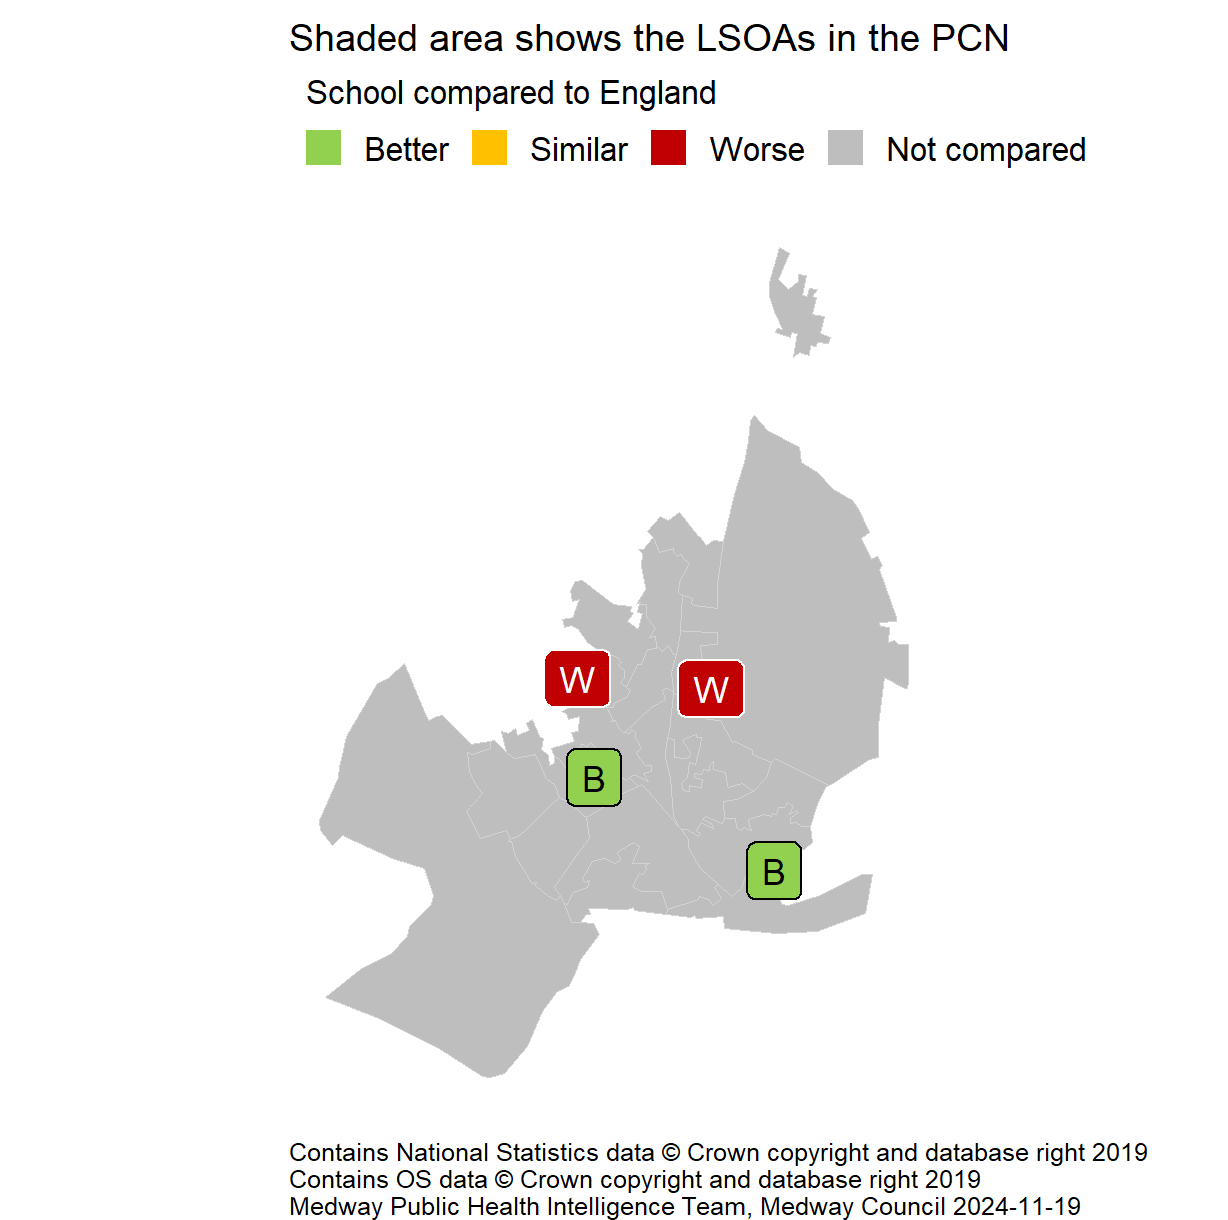 Shaded area shows the LSOAs in the PCN
School compared to England
Better Similar Worse Not compared
W
W
B
B
Contains National Statistics data © Crown copyright and database right 2019
Contains OS data © Crown copyright and database right 2019
Medway Public Health Intelligence Team, Medway Council 2024-11-19